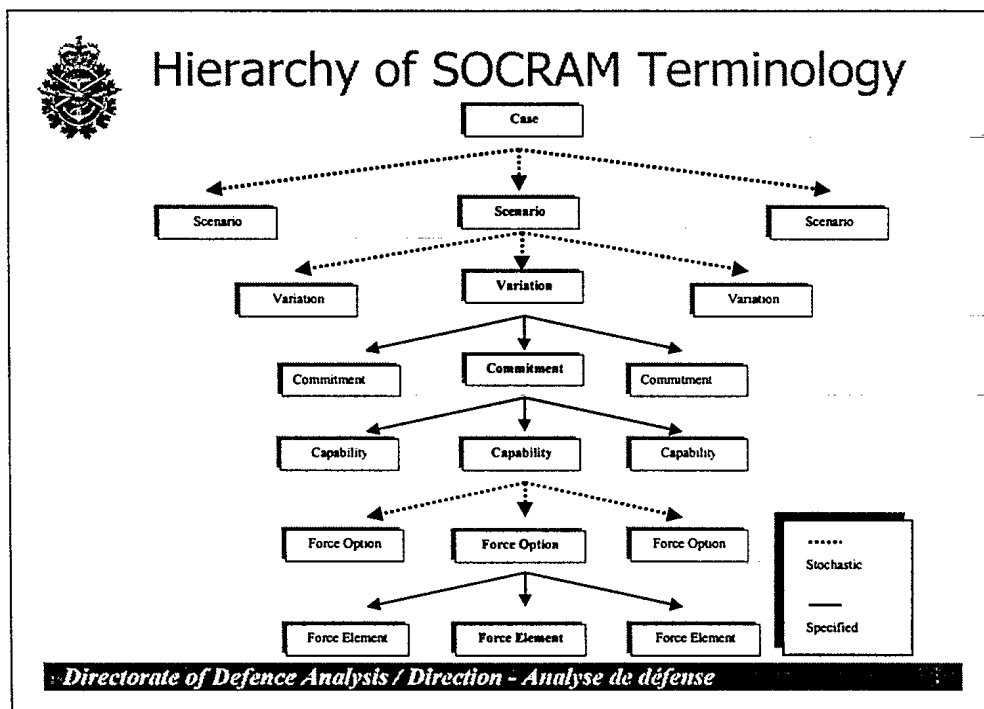 Hierarchy of SOCRAM Terminology
Case
Scenario Scenario Scenario
Variation Variation Variation
Commitment Commitment Commitment
Capability Capability Capability
Force Option Force Option Force Option
Stochastic
Specified
Force Element Force Element Force Element
Directorate of Defence Analysis / Direction - Analyse de défense